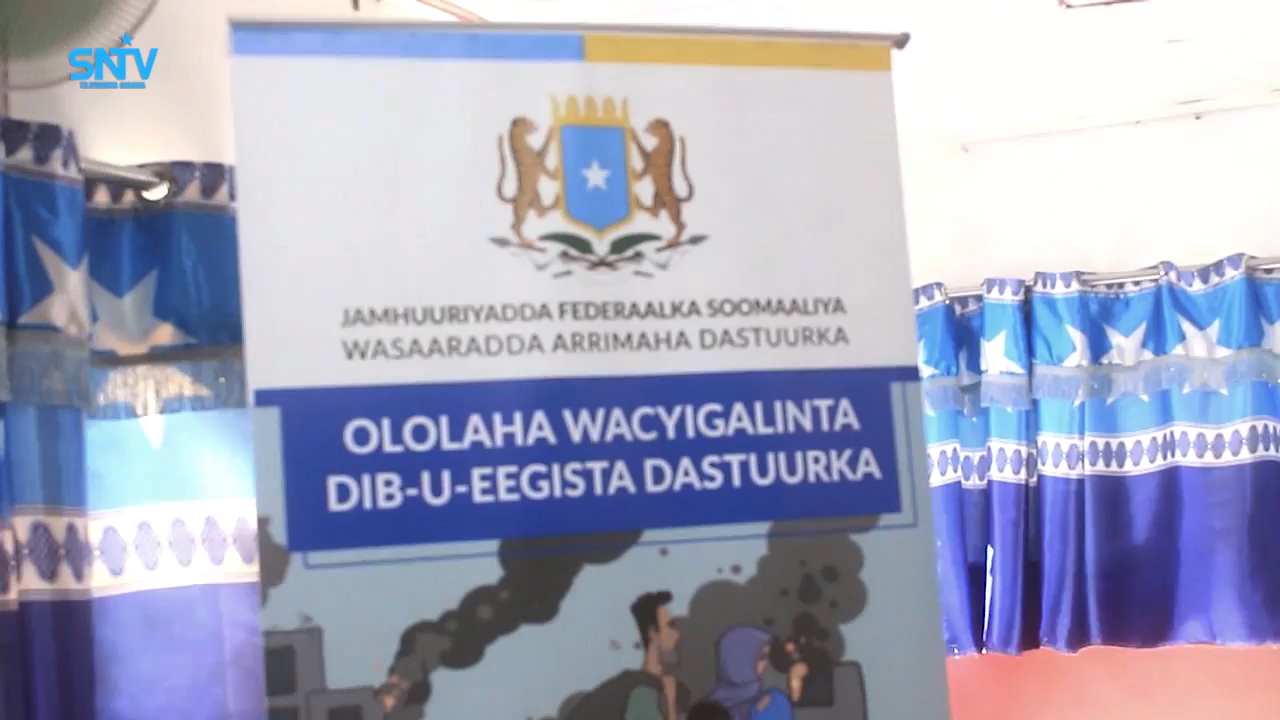 SNTV
JAMHUURIYADDA FEDERAALKA SOOMAALIYA
WASAARADDA ARRIMAHA DASTUURKA
OLOLAHA WACYIGALINTA
DIB-U-EEGISTA DASTUURKA